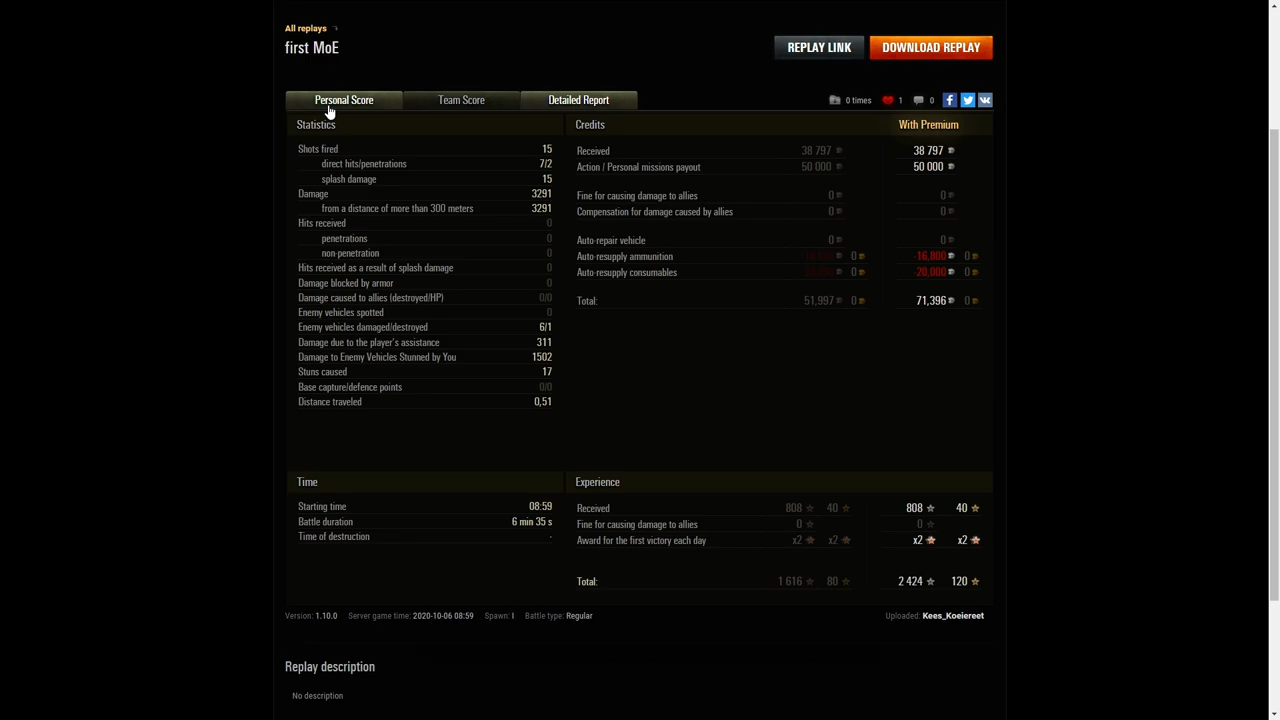 All replays
first MoE
REPLAY LINK
DOWNLOAD REPLAY
Personal Score
Team Score
Detailed Report
0 times
1
0
Statistics
Shots fired 15
direct hits/penetrations 7/2
splash damage 15
Damage 3291
from a distance of more than 300 meters 3291
Hits received 0
penetrations 0
non-penetration 0
Hits received as a result of splash damage 0
Damage blocked by armor 0
Damage caused to allies (destroyed/HP) 0/0
Enemy vehicles spotted 0
Enemy vehicles damaged/destroyed 6/1
Damage due to the player's assistance 311
Damage to Enemy Vehicles Stunned by You 1502
Stuns caused 17
Base capture/defence points 0/0
Distance traveled 0,51
Credits With Premium
Received 38 797 38 797
Action / Personal missions payout 50 000 50 000
Fine for causing damage to allies 0 0
Compensation for damage caused by allies 0 0
Auto-repair vehicle 0 0
Auto-resupply ammunition 0 -16,800 0
Auto-resupply consumables 0 -20,000 0
Total: 51,997 0 71,396 0
Time
Starting time 08:59
Battle duration 6 min 35 s
Time of destruction -
Experience
Received 808 40 808 40
Fine for causing damage to allies 0 0
Award for the first victory each day x2 x2 x2 x2
Total: 1 616 80 2 424 120
Version: 1.10.0 Server game time: 2020-10-06 08:59 Spawn: I Battle type: Regular Uploaded: Kees_Koeiereet
Replay description
No description